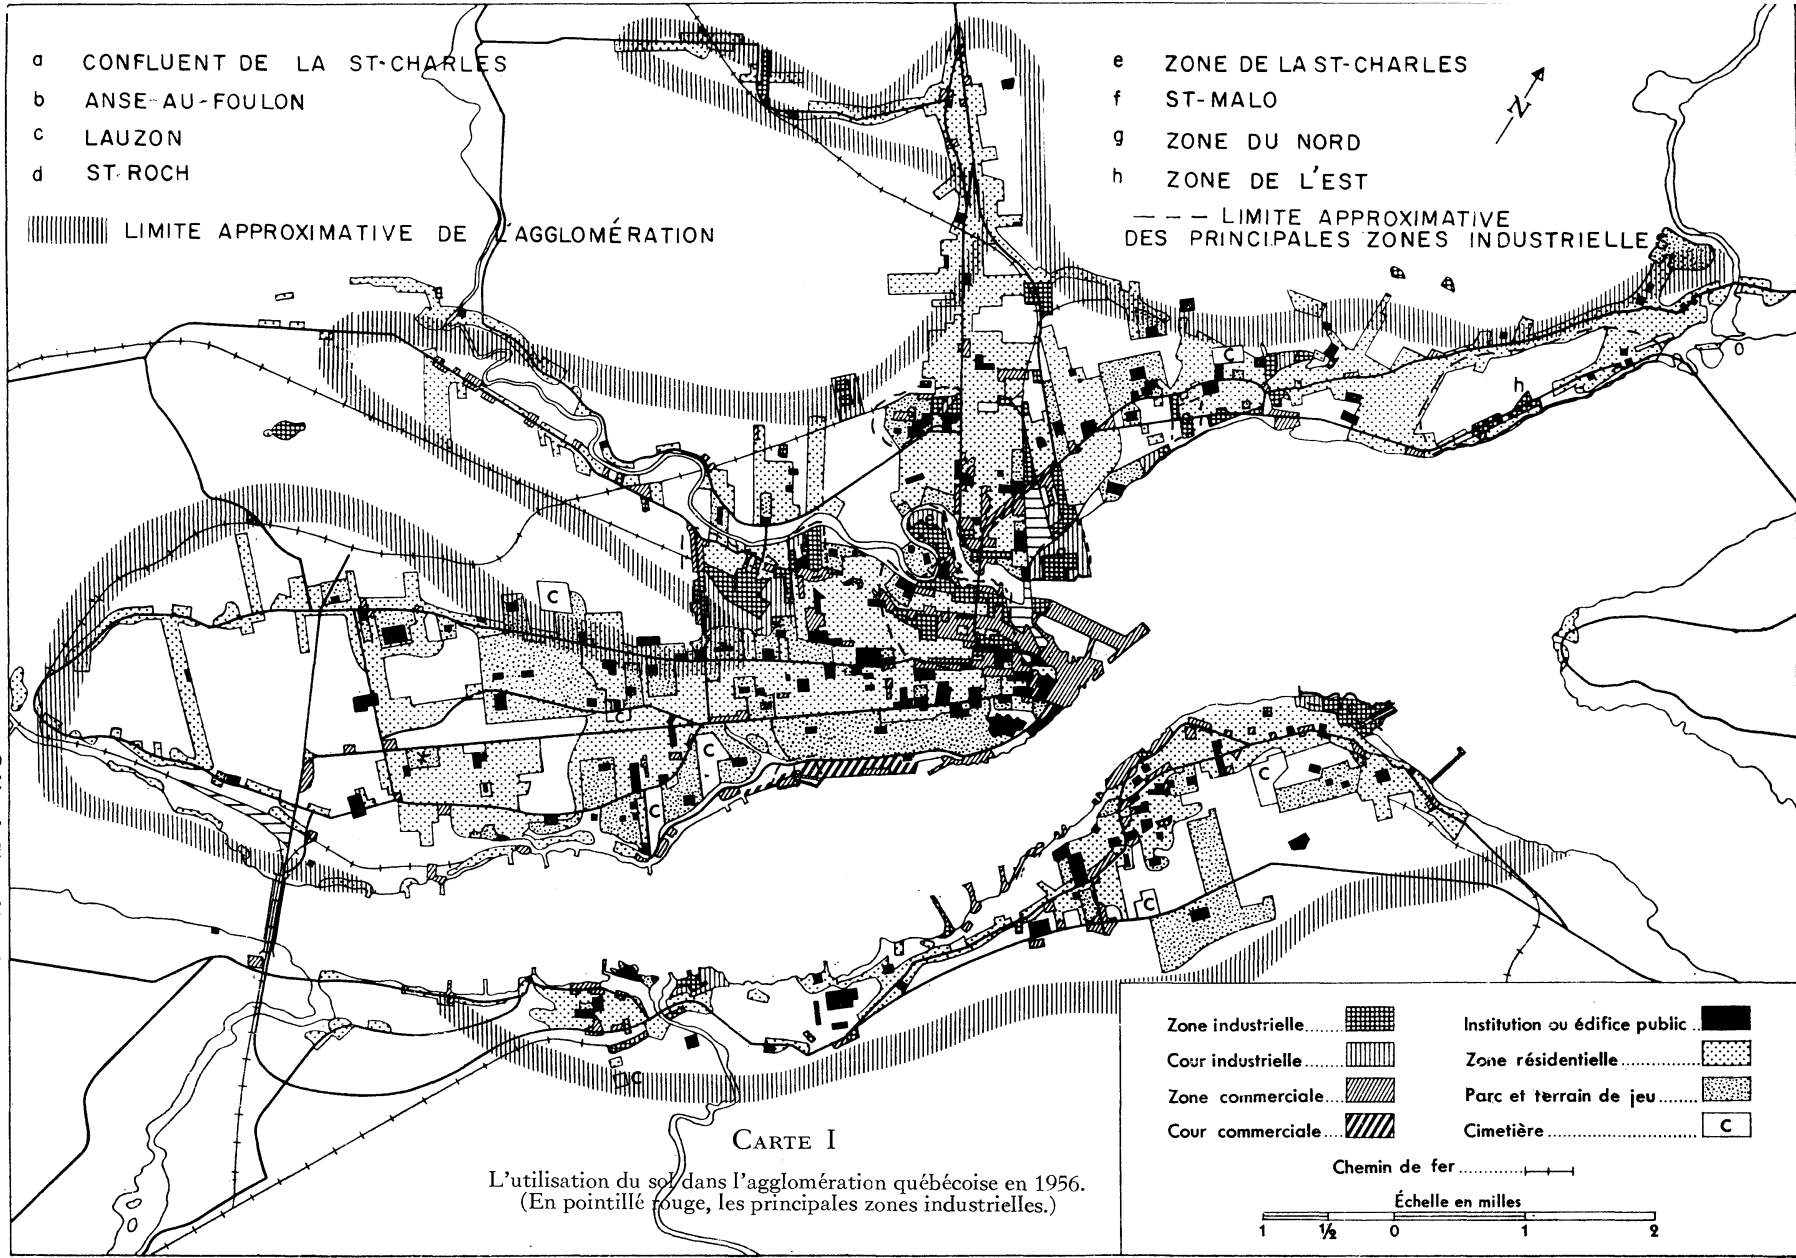 a CONFLUENT DE LA ST-CHARLES
b ANSE-AU-FOULON
c LAUZON
d ST-ROCH
LIMITE APPROXIMATIVE DE L'AGGLOMÉRATION
e ZONE DE LA ST-CHARLES
f ST-MALO
g ZONE DU NORD
h ZONE DE L'EST
--- LIMITE APPROXIMATIVE
DES PRINCIPALES ZONES INDUSTRIELLES
N
C
h
C
C
C
C
C
C
C
CARTE I
L'utilisation du sol dans l'agglomération québécoise en 1956.
(En pointillé rouge, les principales zones industrielles.)
Zone industrielle
Cour industrielle
Zone commerciale
Cour commerciale
Institution ou édifice public
Zone résidentielle
Parc et terrain de jeu
Cimetière C
Chemin de fer
Échelle en milles
1 ½ 0 1 2